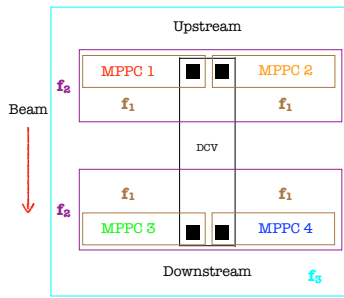 Upstream
MPPC 1 MPPC 2
f₂
f₁ f₁
Beam
DCV
f₁ f₁
f₂
MPPC 3 MPPC 4
Downstream
f₃